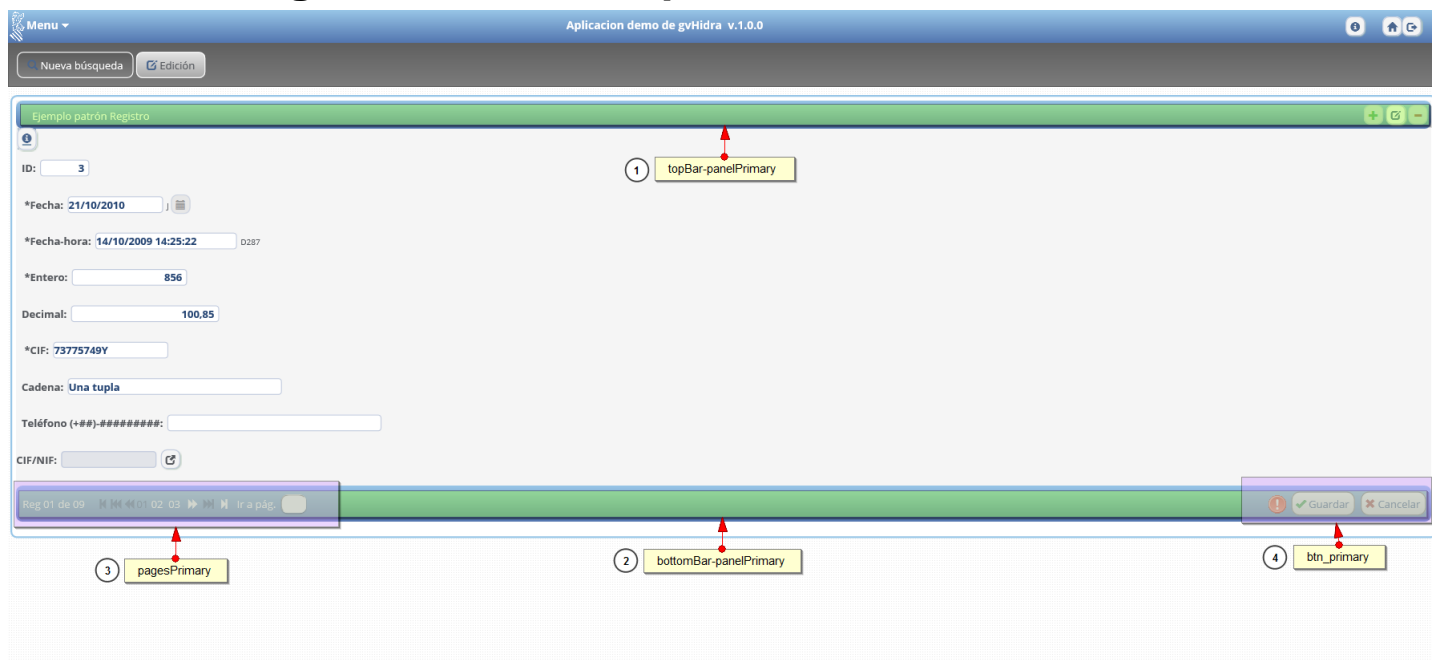 Menu
Aplicacion demo de gvHidra v.1.0.0
Nueva búsqueda
Edición
Ejemplo patrón Registro
1
topBar-panelPrimary
ID: 3
*Fecha: 21/10/2010 J
*Fecha-hora: 14/10/2009 14:25:22 D287
*Entero: 856
Decimal: 100,85
*CIF: 73775749Y
Cadena: Una tupla
Teléfono (+##)-#########:
CIF/NIF:
Reg 01 de 09 01 02 03 Ir a pág.
Guardar
Cancelar
3
pagesPrimary
2
bottomBar-panelPrimary
4
btn_primary